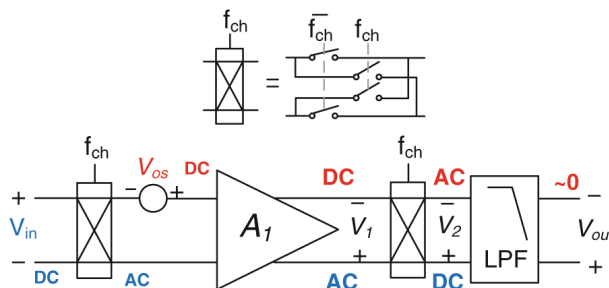 f_ch
f̅_ch f_ch
=
f_ch
V_os
f_ch
+
−
+
DC
DC
AC
~0
V_in
A_1
−
V_1
+
−
V_2
+
LPF
−
V_ou
−
DC
AC
AC
DC
+